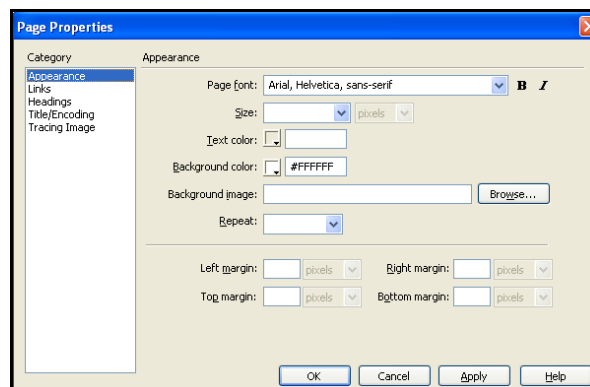 Page Properties
Category
Appearance
Links
Headings
Title/Encoding
Tracing Image
Appearance
Page font: Arial, Helvetica, sans-serif B I
Size: pixels
Text color:
Background color: #FFFFFF
Background image: Browse...
Repeat:
Left margin: pixels Right margin: pixels
Top margin: pixels Bottom margin: pixels
OK Cancel Apply Help